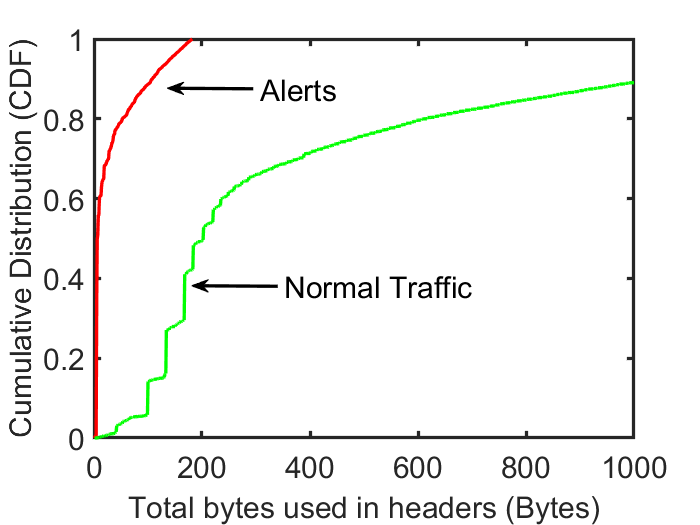 Cumulative Distribution (CDF)
1
0.8
0.6
0.4
0.2
0
Alerts
Normal Traffic
0 200 400 600 800 1000
Total bytes used in headers (Bytes)